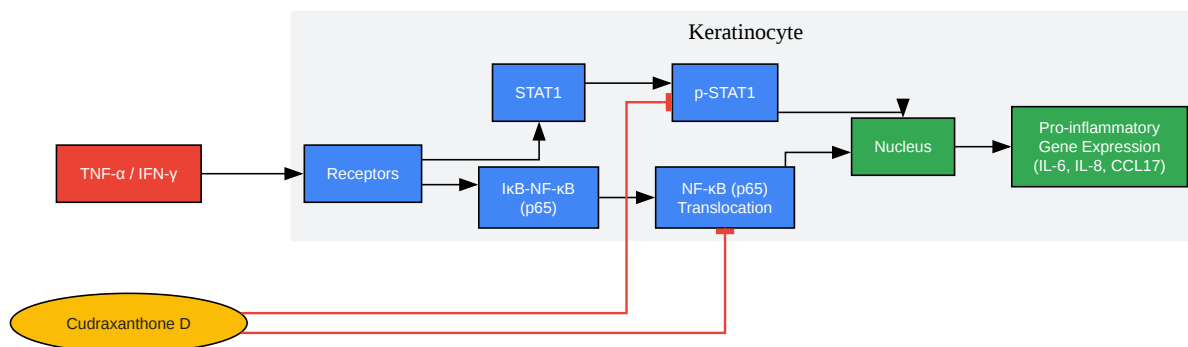 Keratinocyte
STAT1
p-STAT1
TNF-α / IFN-γ
Receptors
IκB-NF-κB
(p65)
NF-κB (p65)
Translocation
Nucleus
Pro-inflammatory
Gene Expression
(IL-6, IL-8, CCL17)
Cudraxanthone D